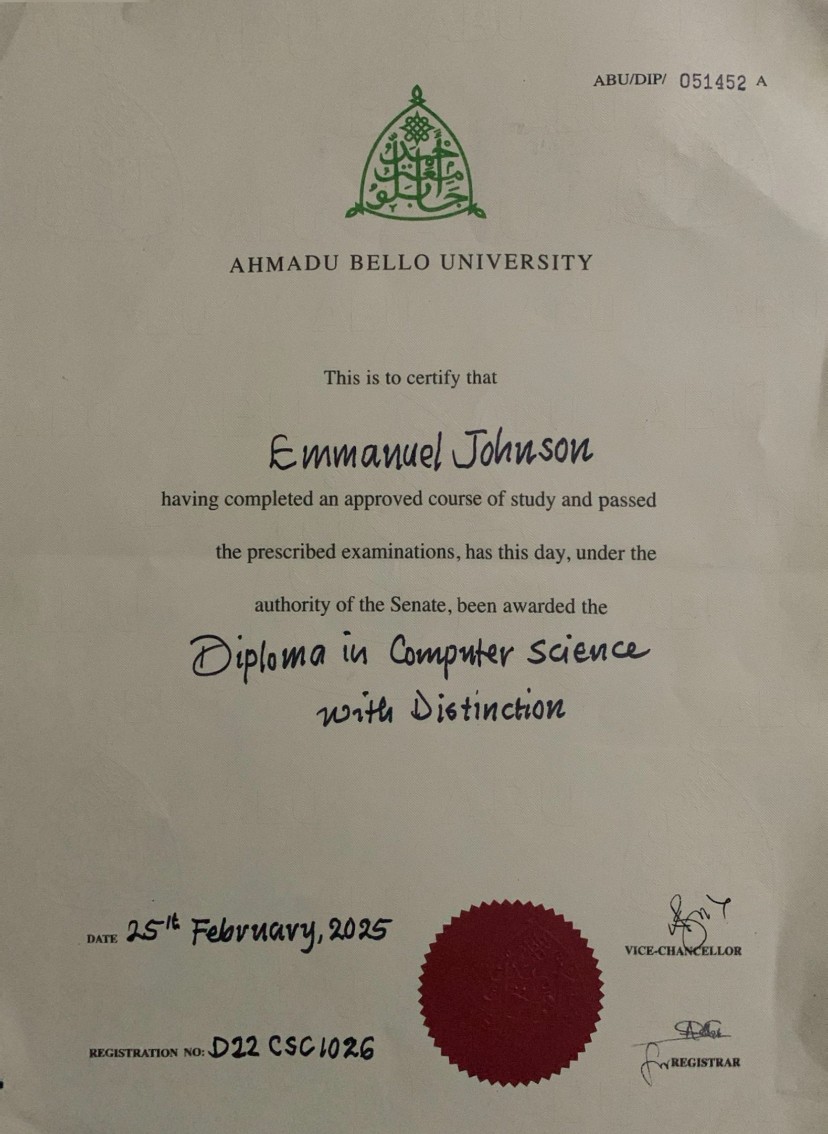 ABU/DIP/ 051452 A
AHMADU BELLO UNIVERSITY
This is to certify that
Emmanuel Johnson
having completed an approved course of study and passed
the prescribed examinations, has this day, under the
authority of the Senate, been awarded the
Diploma in Computer Science
with Distinction
DATE 25th February, 2025
VICE-CHANCELLOR
REGISTRATION NO: D22CSC1026
for REGISTRAR